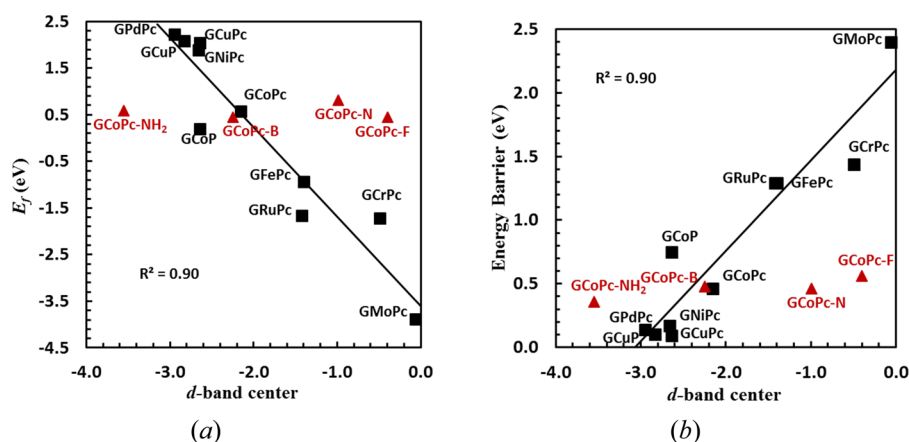 2.5
1.5
0.5
-0.5
-1.5
-2.5
-3.5
-4.5
E_f (eV)
GPdPc
GCuPc
GCuP
GNiPc
GCoPc
GCoPc-N
GCoPc-NH₂
GCoPc-B
GCoPc-F
GCoP
GFePc
GRuPc
GCrPc
R² = 0.90
GMoPc
-4.0 -3.0 -2.0 -1.0 0.0
d-band center
(a)
2.5
2.0
1.5
1.0
0.5
0.0
Energy Barrier (eV)
GMoPc
R² = 0.90
GCrPc
GRuPc
GFePc
GCoP
GCoPc-F
GCoPc-B
GCoPc-NH₂
GCoPc
GCoPc-N
GPdPc
GNiPc
GCuP
GCuPc
-4.0 -3.0 -2.0 -1.0 0.0
d-band center
(b)